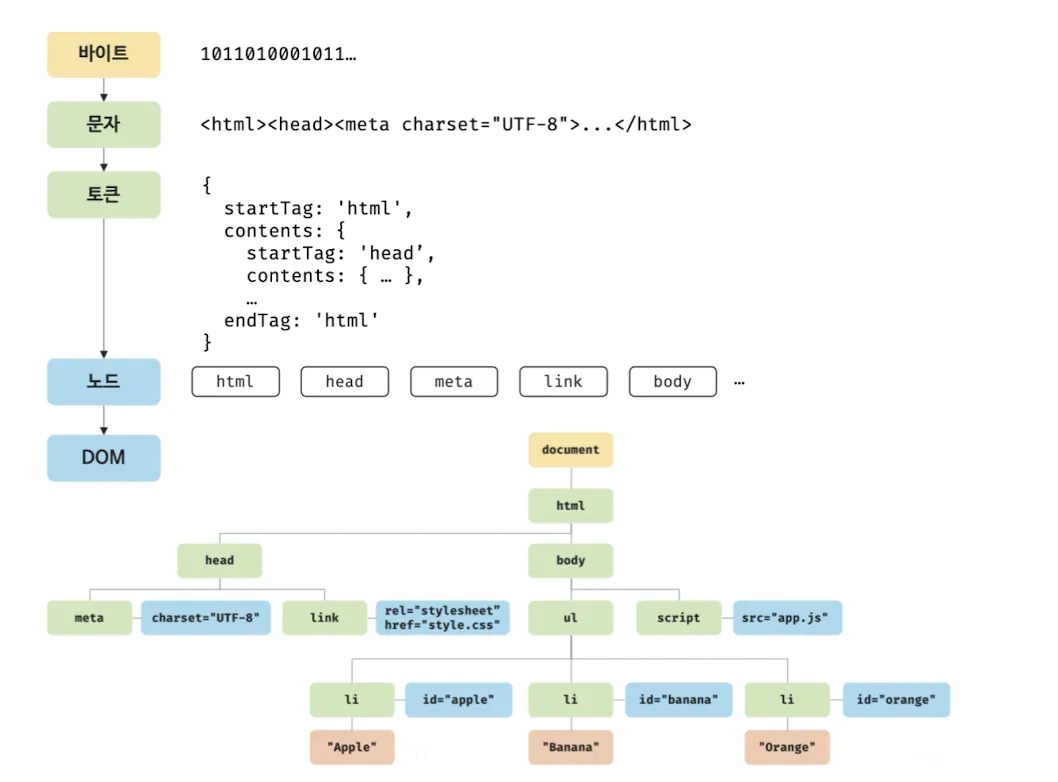 바이트
1011010001011…
문자
<html><head><meta charset="UTF-8">...</html>
토큰
{
startTag: 'html',
contents: {
startTag: 'head’,
contents: { … },
…
endTag: 'html'
}
노드
html head meta link body …
DOM
document
html
head body
meta charset="UTF-8" link rel="stylesheet” href="style.css" ul script src="app.js"
li id="apple" li id="banana" li id="orange"
"Apple" "Banana" "Orange"